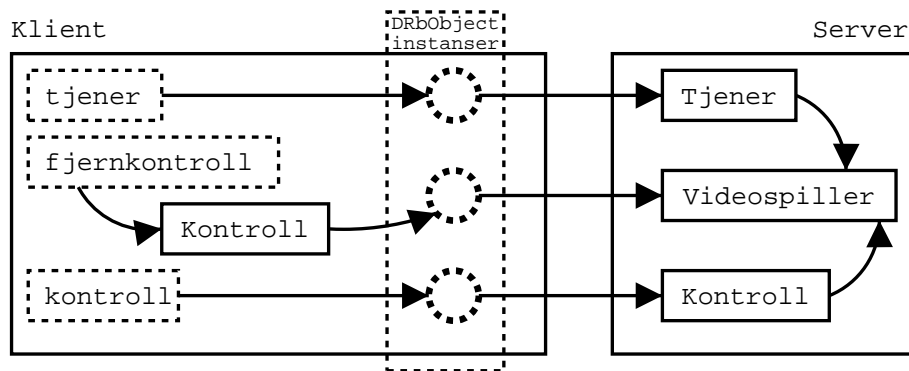 Klient
DRbObject
instanser
Server
tjener
Tjener
fjernkontroll
Videospiller
Kontroll
kontroll
Kontroll